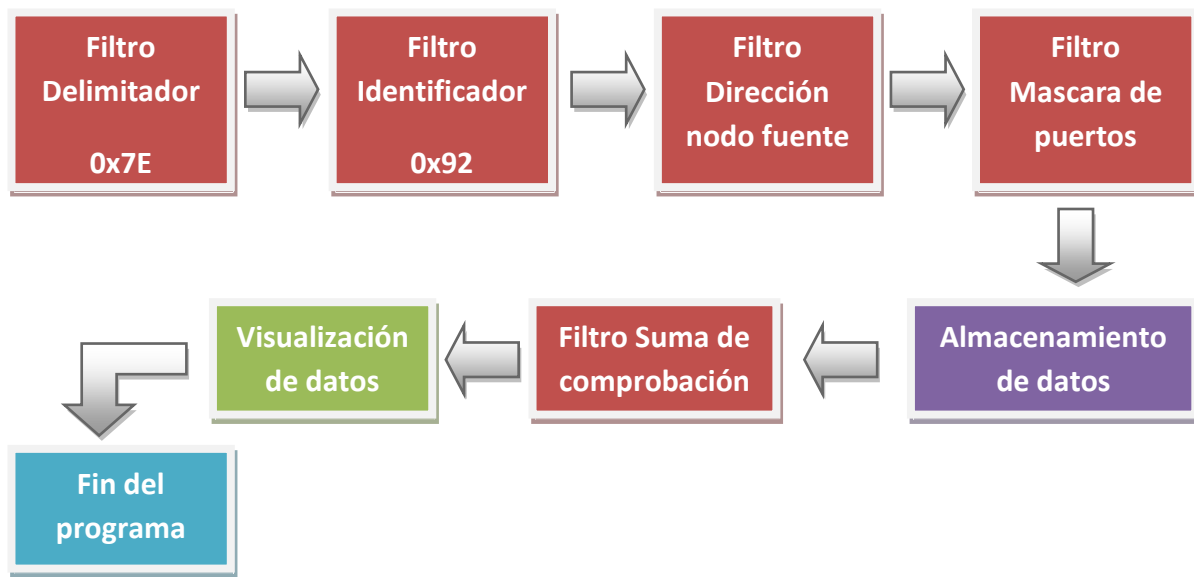 Filtro
Delimitador
0x7E
Filtro
Identificador
0x92
Filtro
Dirección
nodo fuente
Filtro
Mascara de
puertos
Almacenamiento
de datos
Filtro Suma de
comprobación
Visualización
de datos
Fin del
programa